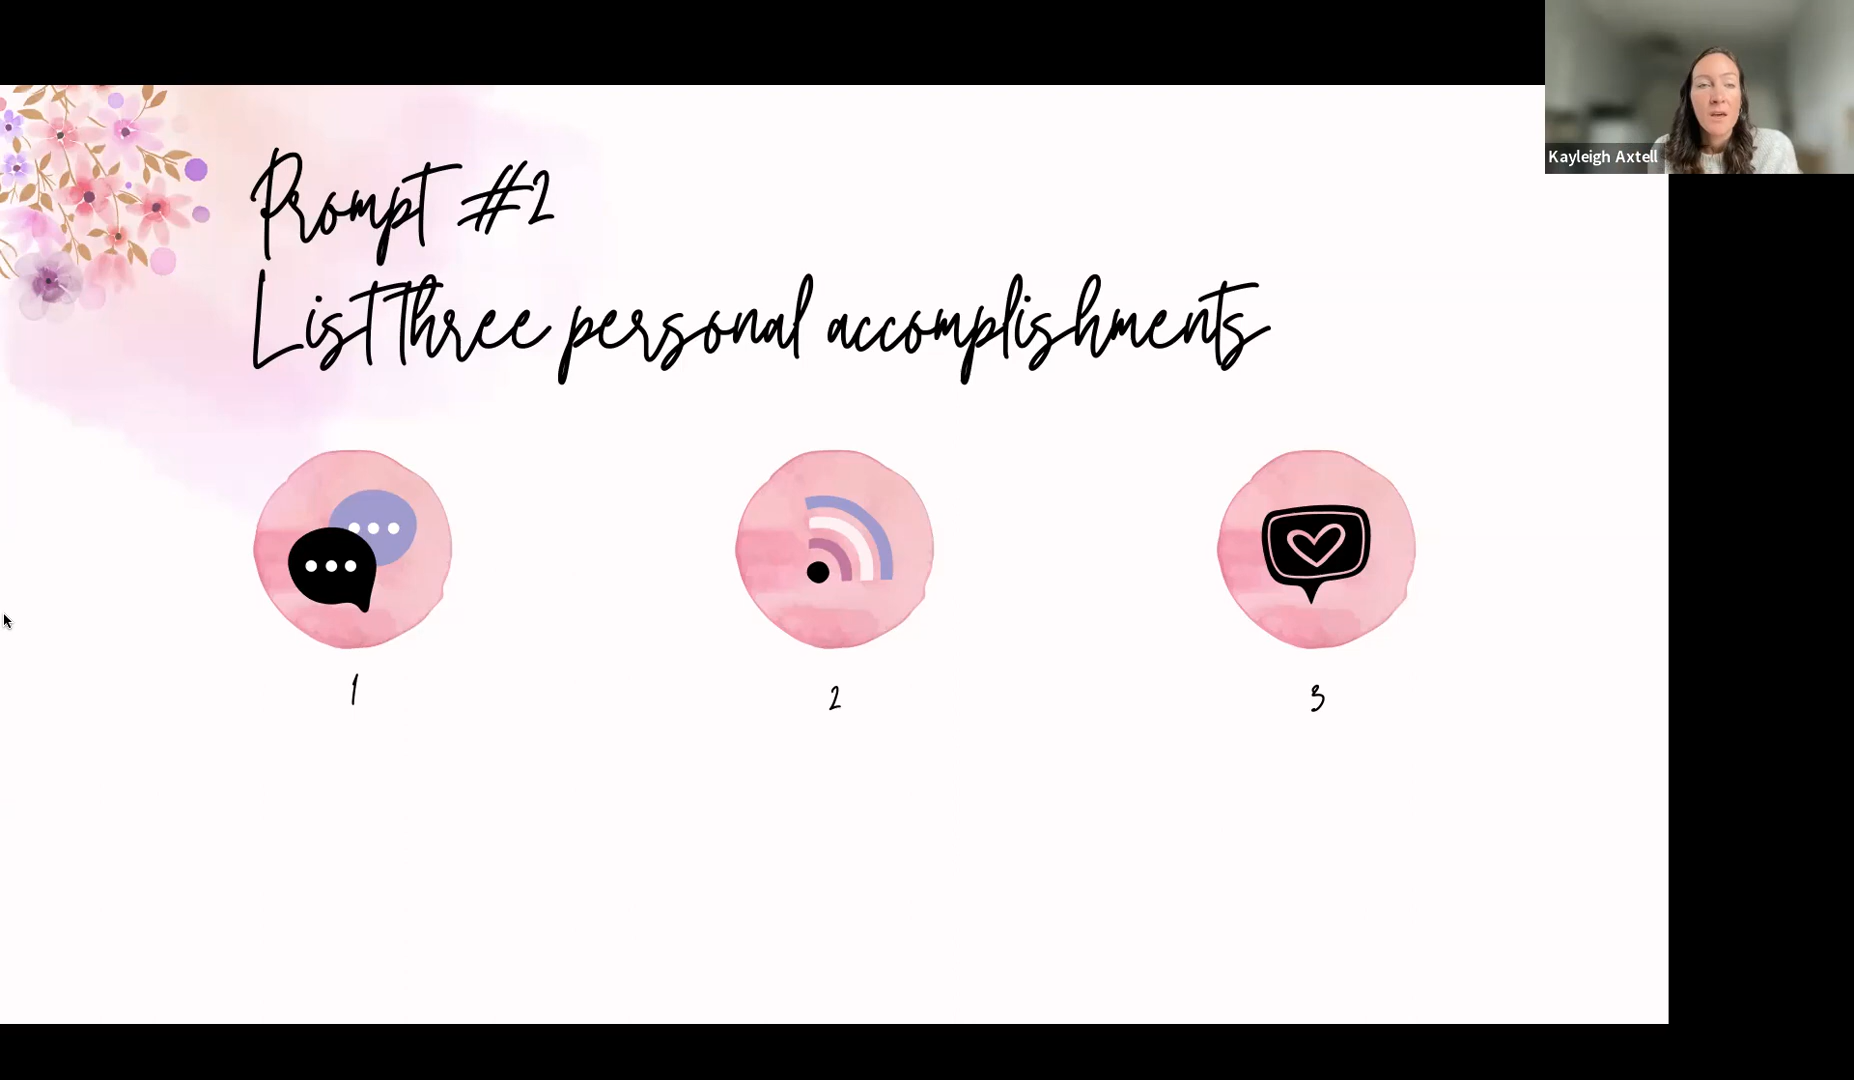 Kayleigh Axtell
Prompt #2
List three personal accomplishments
1
2
3